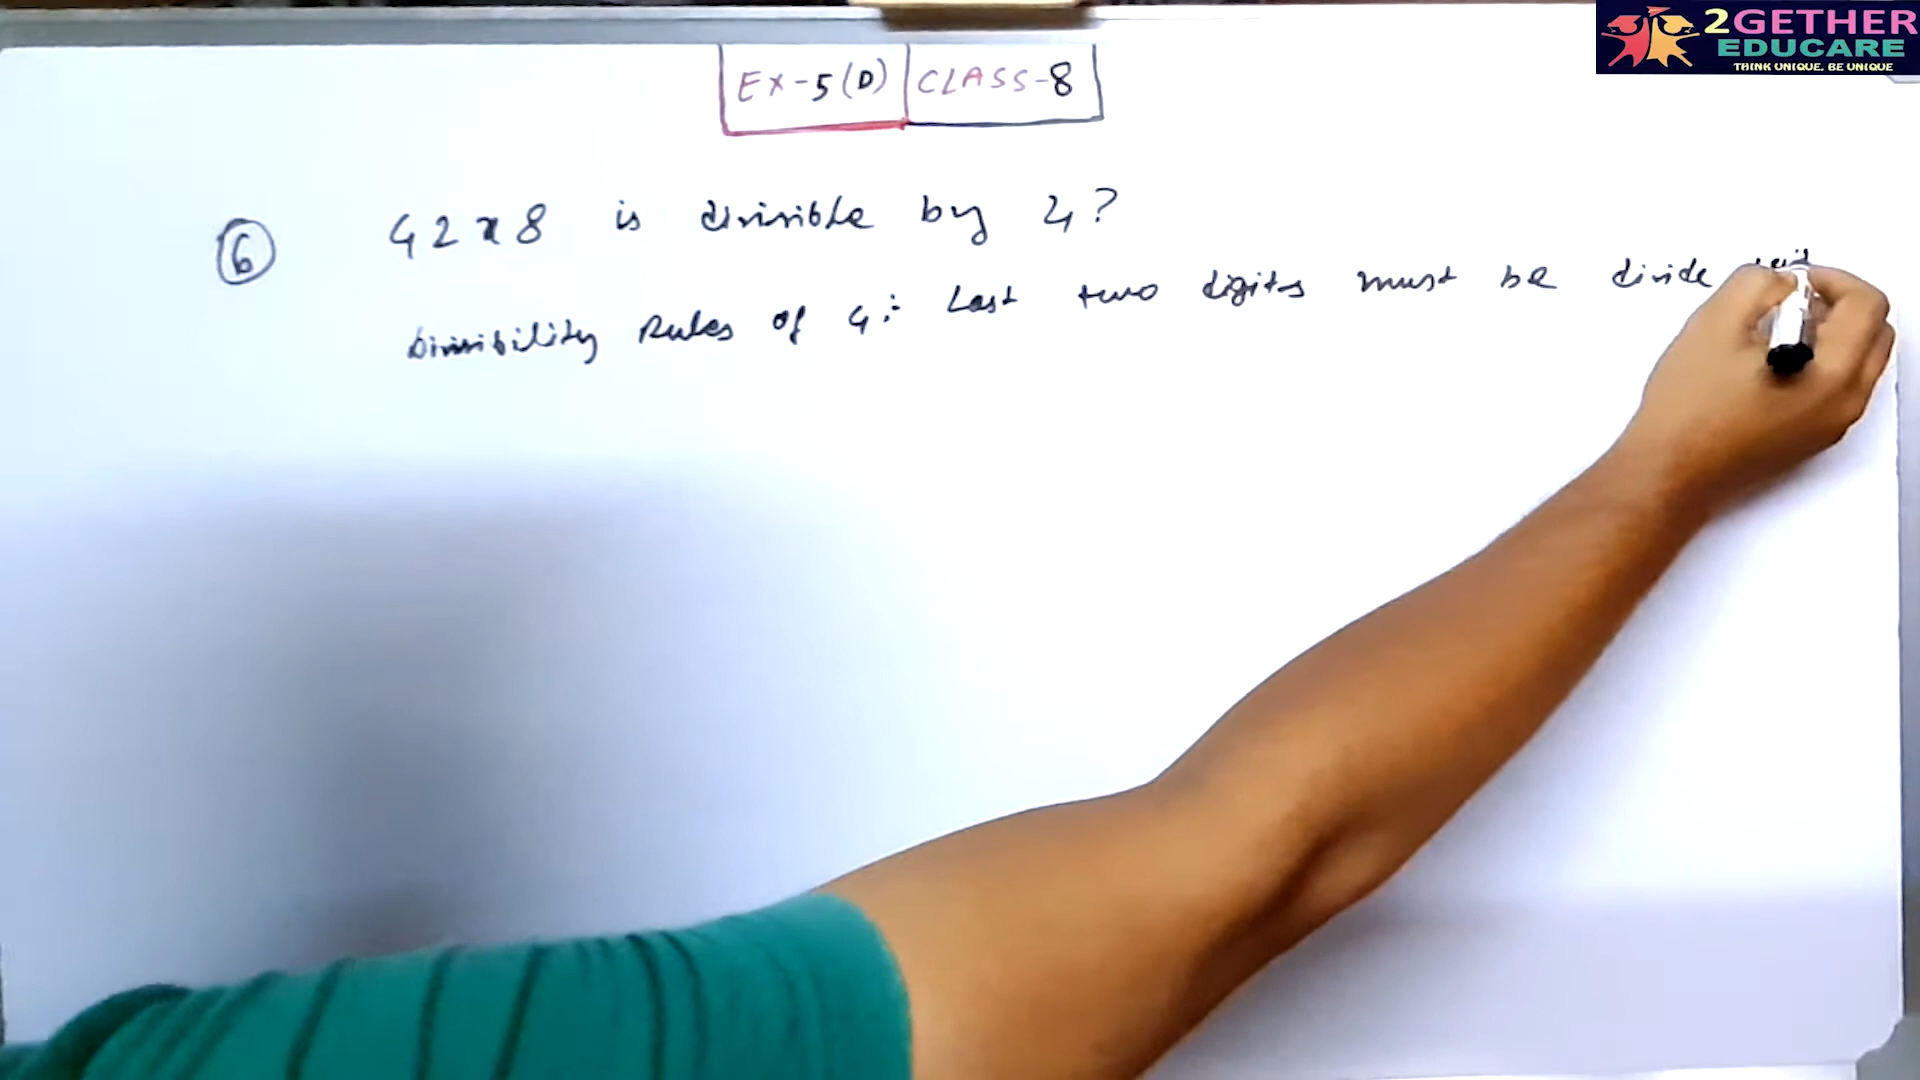 2GETHER
EDUCARE
THINK UNIQUE. BE UNIQUE
EX-5(D) CLASS-8
6 42x8 is divisible by 4?
Divisibility Rules of 4:- Last two digits must be divide